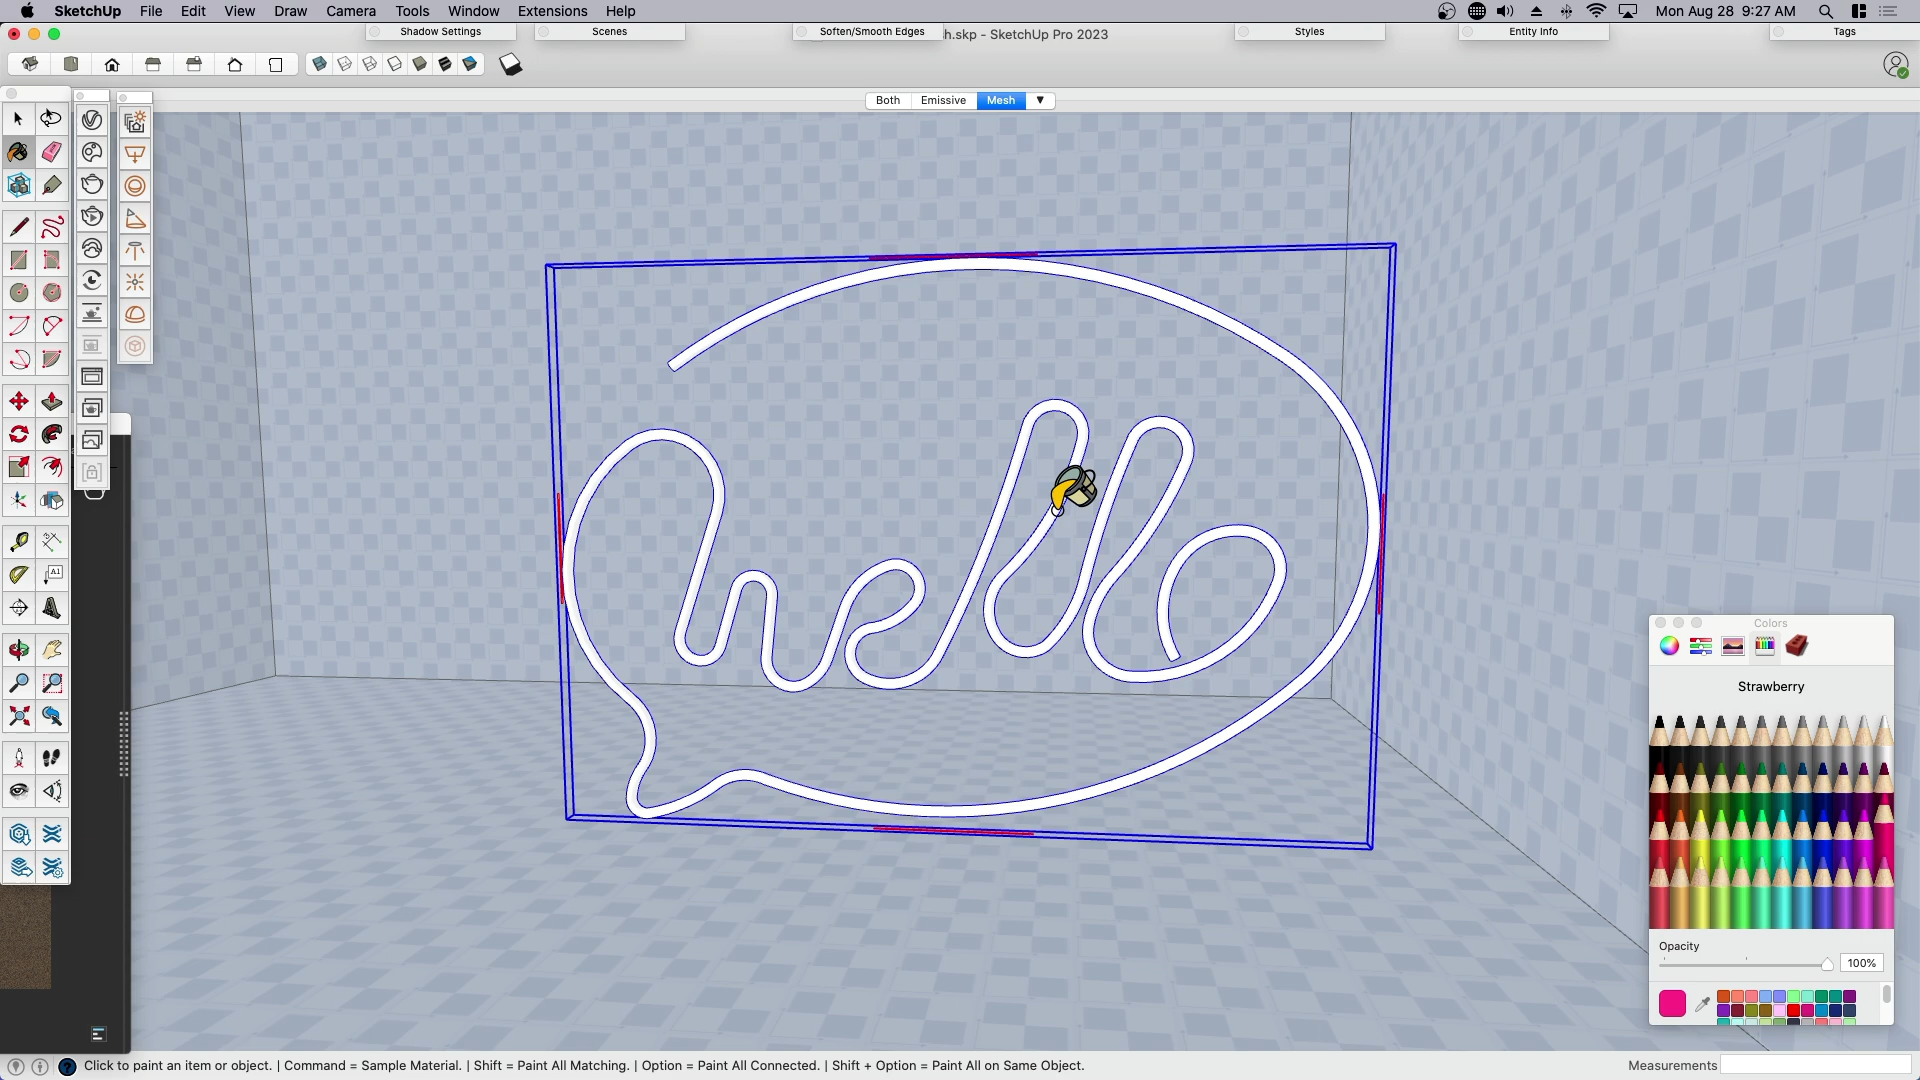 SketchUp File Edit View Draw Camera Tools Window Extensions Help Mon Aug 28 9:27 AM
Shadow Settings Scenes Soften/Smooth Edges h.skp - SketchUp Pro 2023 Styles Entity Info Tags
Both Emissive Mesh
hello
A1
Colors
Strawberry
Opacity
100%
Click to paint an item or object. | Command = Sample Material. | Shift = Paint All Matching. | Option = Paint All Connected. | Shift + Option = Paint All on Same Object.
Measurements